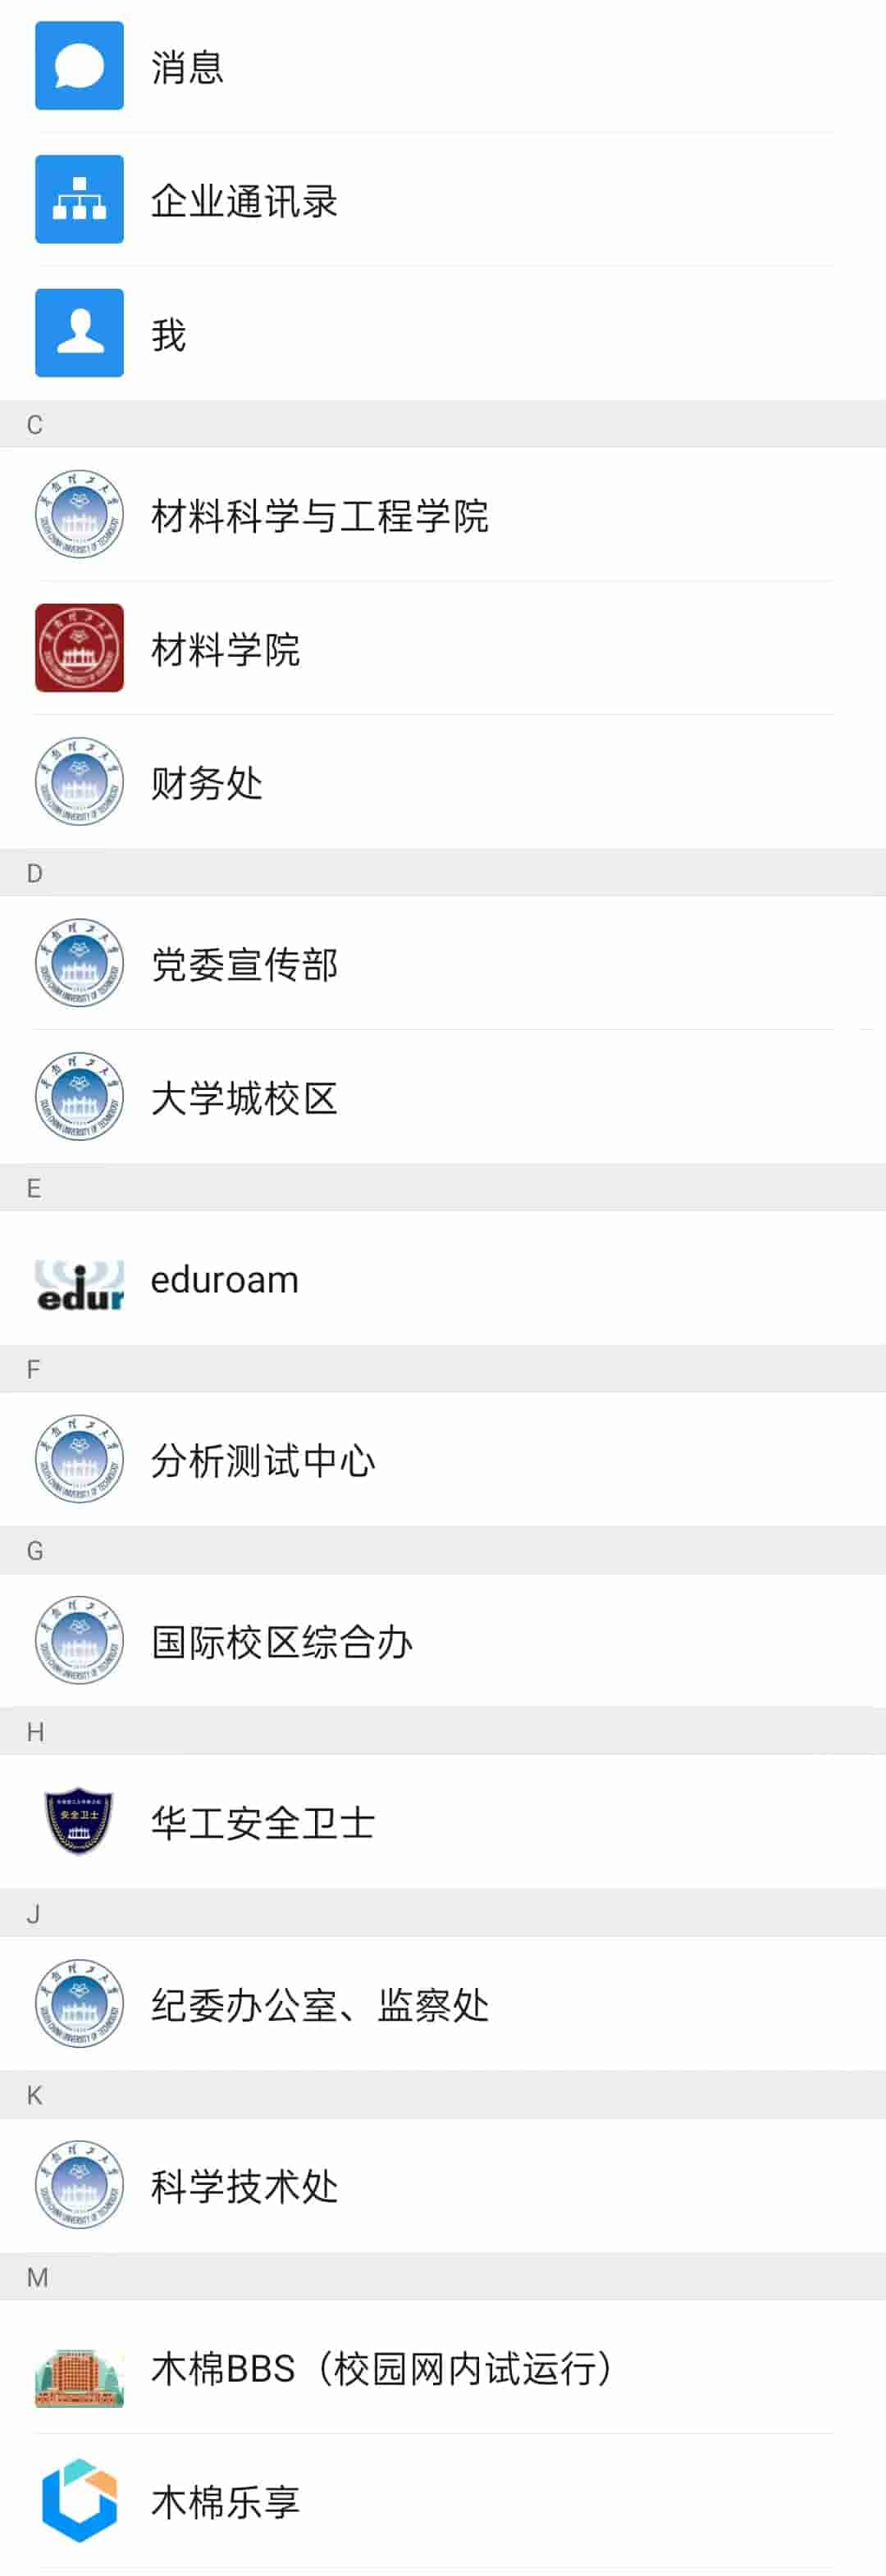 消息
企业通讯录
我
C
材料科学与工程学院
材料学院
财务处
D
党委宣传部
大学城校区
E
edur
eduroam
F
分析测试中心
G
国际校区综合办
H
安全卫士
华工安全卫士
J
纪委办公室、监察处
K
科学技术处
M
木棉BBS（校园网内试运行）
木棉乐享